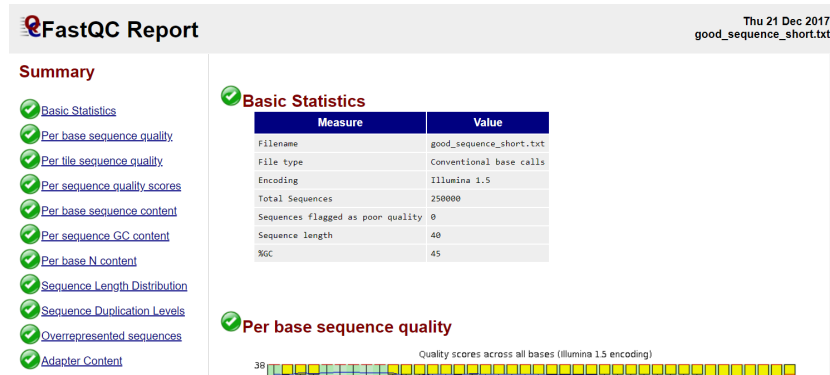 FastQC Report
Thu 21 Dec 2017
good_sequence_short.txt
Summary
Basic Statistics
Per base sequence quality
Per tile sequence quality
Per sequence quality scores
Per base sequence content
Per sequence GC content
Per base N content
Sequence Length Distribution
Sequence Duplication Levels
Overrepresented sequences
Adapter Content
Basic Statistics
Measure Value
Filename good_sequence_short.txt
File type Conventional base calls
Encoding Illumina 1.5
Total Sequences 250000
Sequences flagged as poor quality 0
Sequence length 40
%GC 45
Per base sequence quality
Quality scores across all bases (Illumina 1.5 encoding)
38